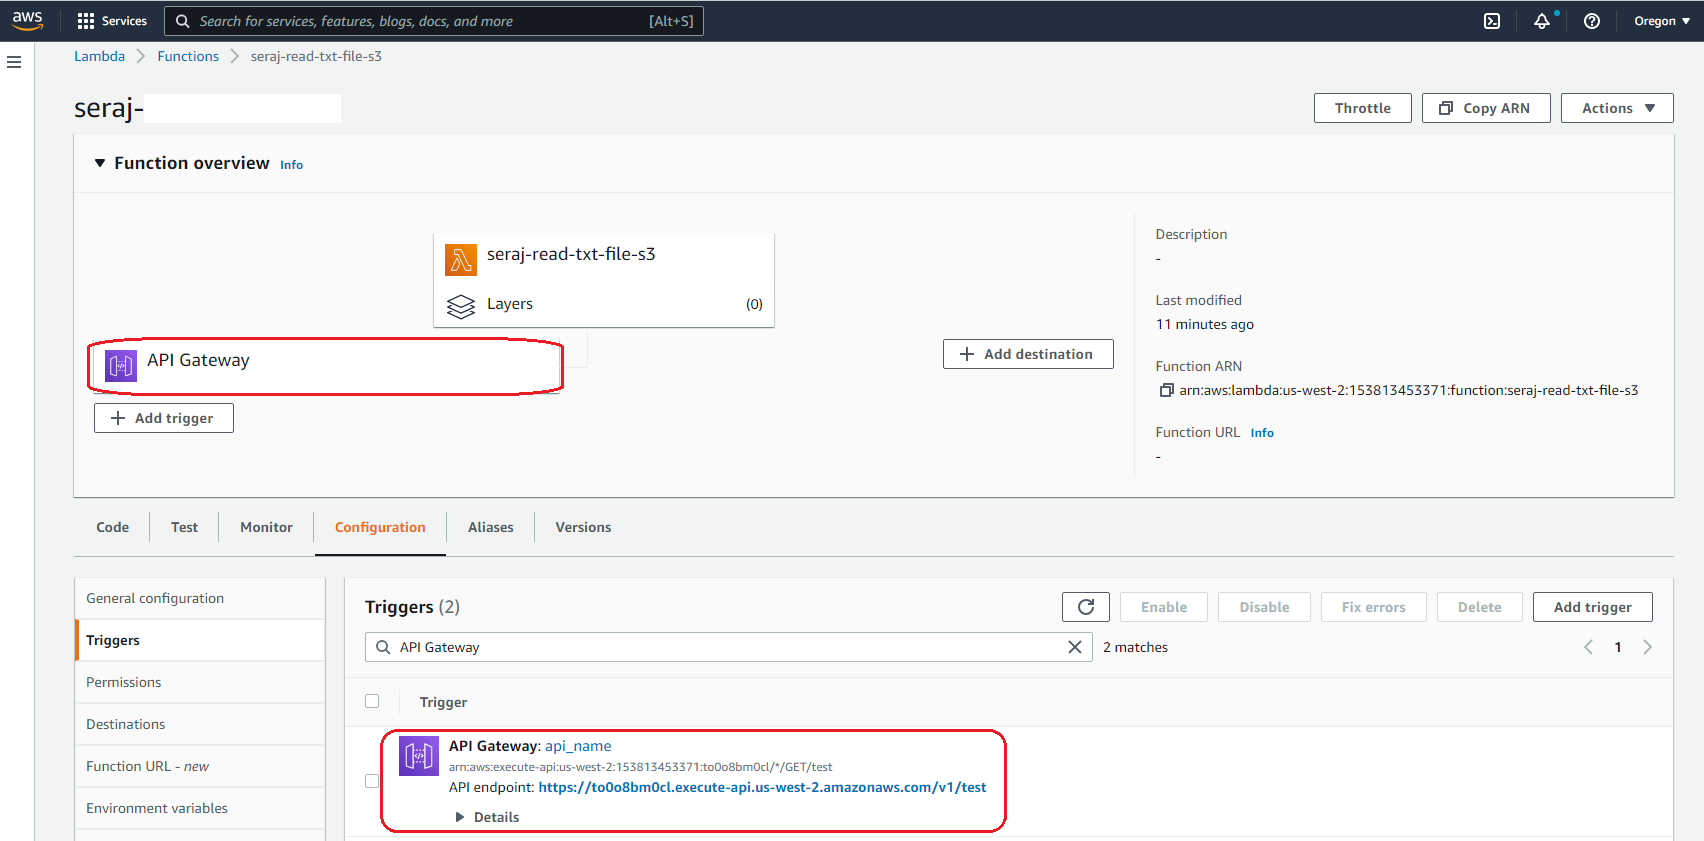 aws
Services
Search for services, features, blogs, docs, and more
[Alt+S]
Oregon
Lambda
Functions
seraj-read-txt-file-s3
seraj-
Throttle
Copy ARN
Actions
Function overview
Info
seraj-read-txt-file-s3
Layers
(0)
API Gateway
Add trigger
Add destination
Description
-
Last modified
11 minutes ago
Function ARN
arn:aws:lambda:us-west-2:153813453371:function:seraj-read-txt-file-s3
Function URL Info
-
Code
Test
Monitor
Configuration
Aliases
Versions
General configuration
Triggers
Permissions
Destinations
Function URL - new
Environment variables
Triggers (2)
Enable
Disable
Fix errors
Delete
Add trigger
API Gateway
2 matches
1
Trigger
API Gateway: api_name
arn:aws:execute-api:us-west-2:153813453371:to0o8bm0cl/*/GET/test
API endpoint: https://to0o8bm0cl.execute-api.us-west-2.amazonaws.com/v1/test
Details